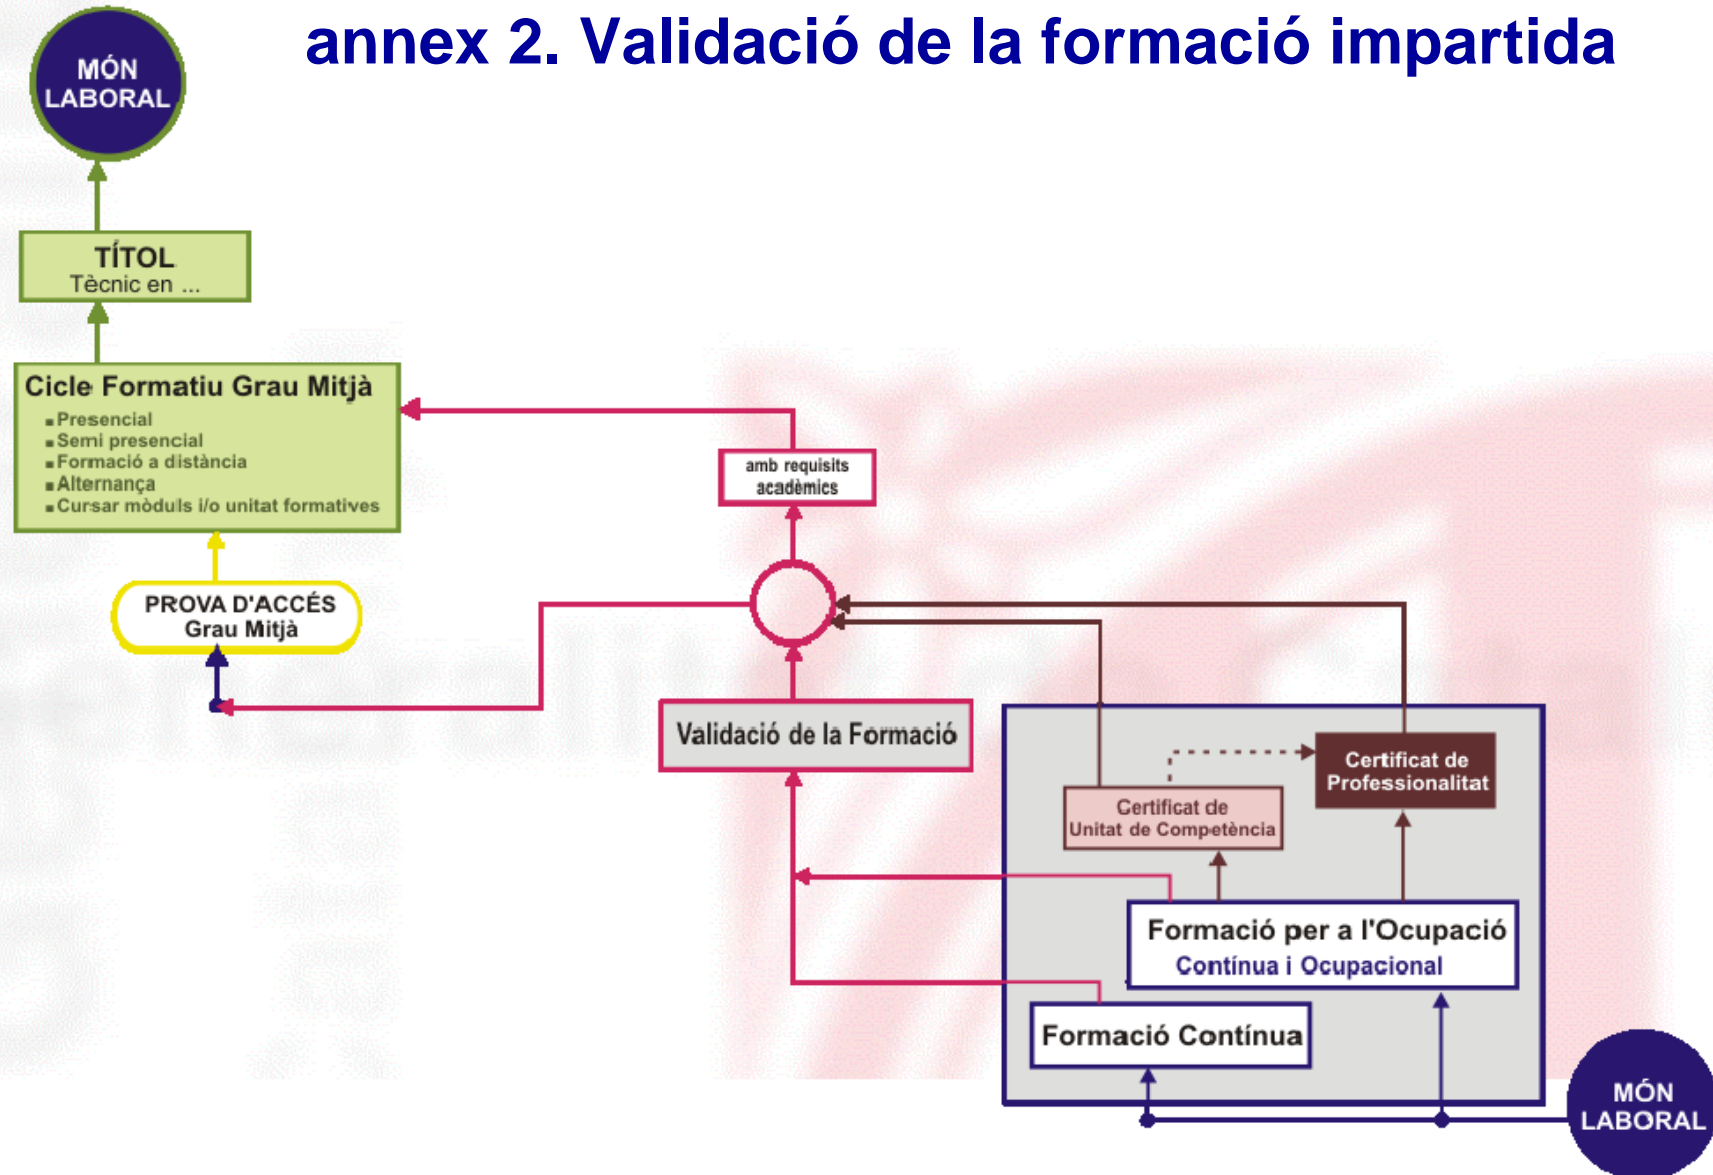 annex 2. Validació de la formació impartida
MÓN
LABORAL
TÍTOL
Tècnic en ...
Cicle Formatiu Grau Mitjà
Presencial
Semi presencial
Formació a distància
Alternança
Cursar mòduls i/o unitat formatives
amb requisits
acadèmics
PROVA D'ACCÉS
Grau Mitjà
Validació de la Formació
Certificat de
Professionalitat
Certificat de
Unitat de Competència
Formació per a l'Ocupació
Contínua i Ocupacional
Formació Contínua
MÓN
LABORAL